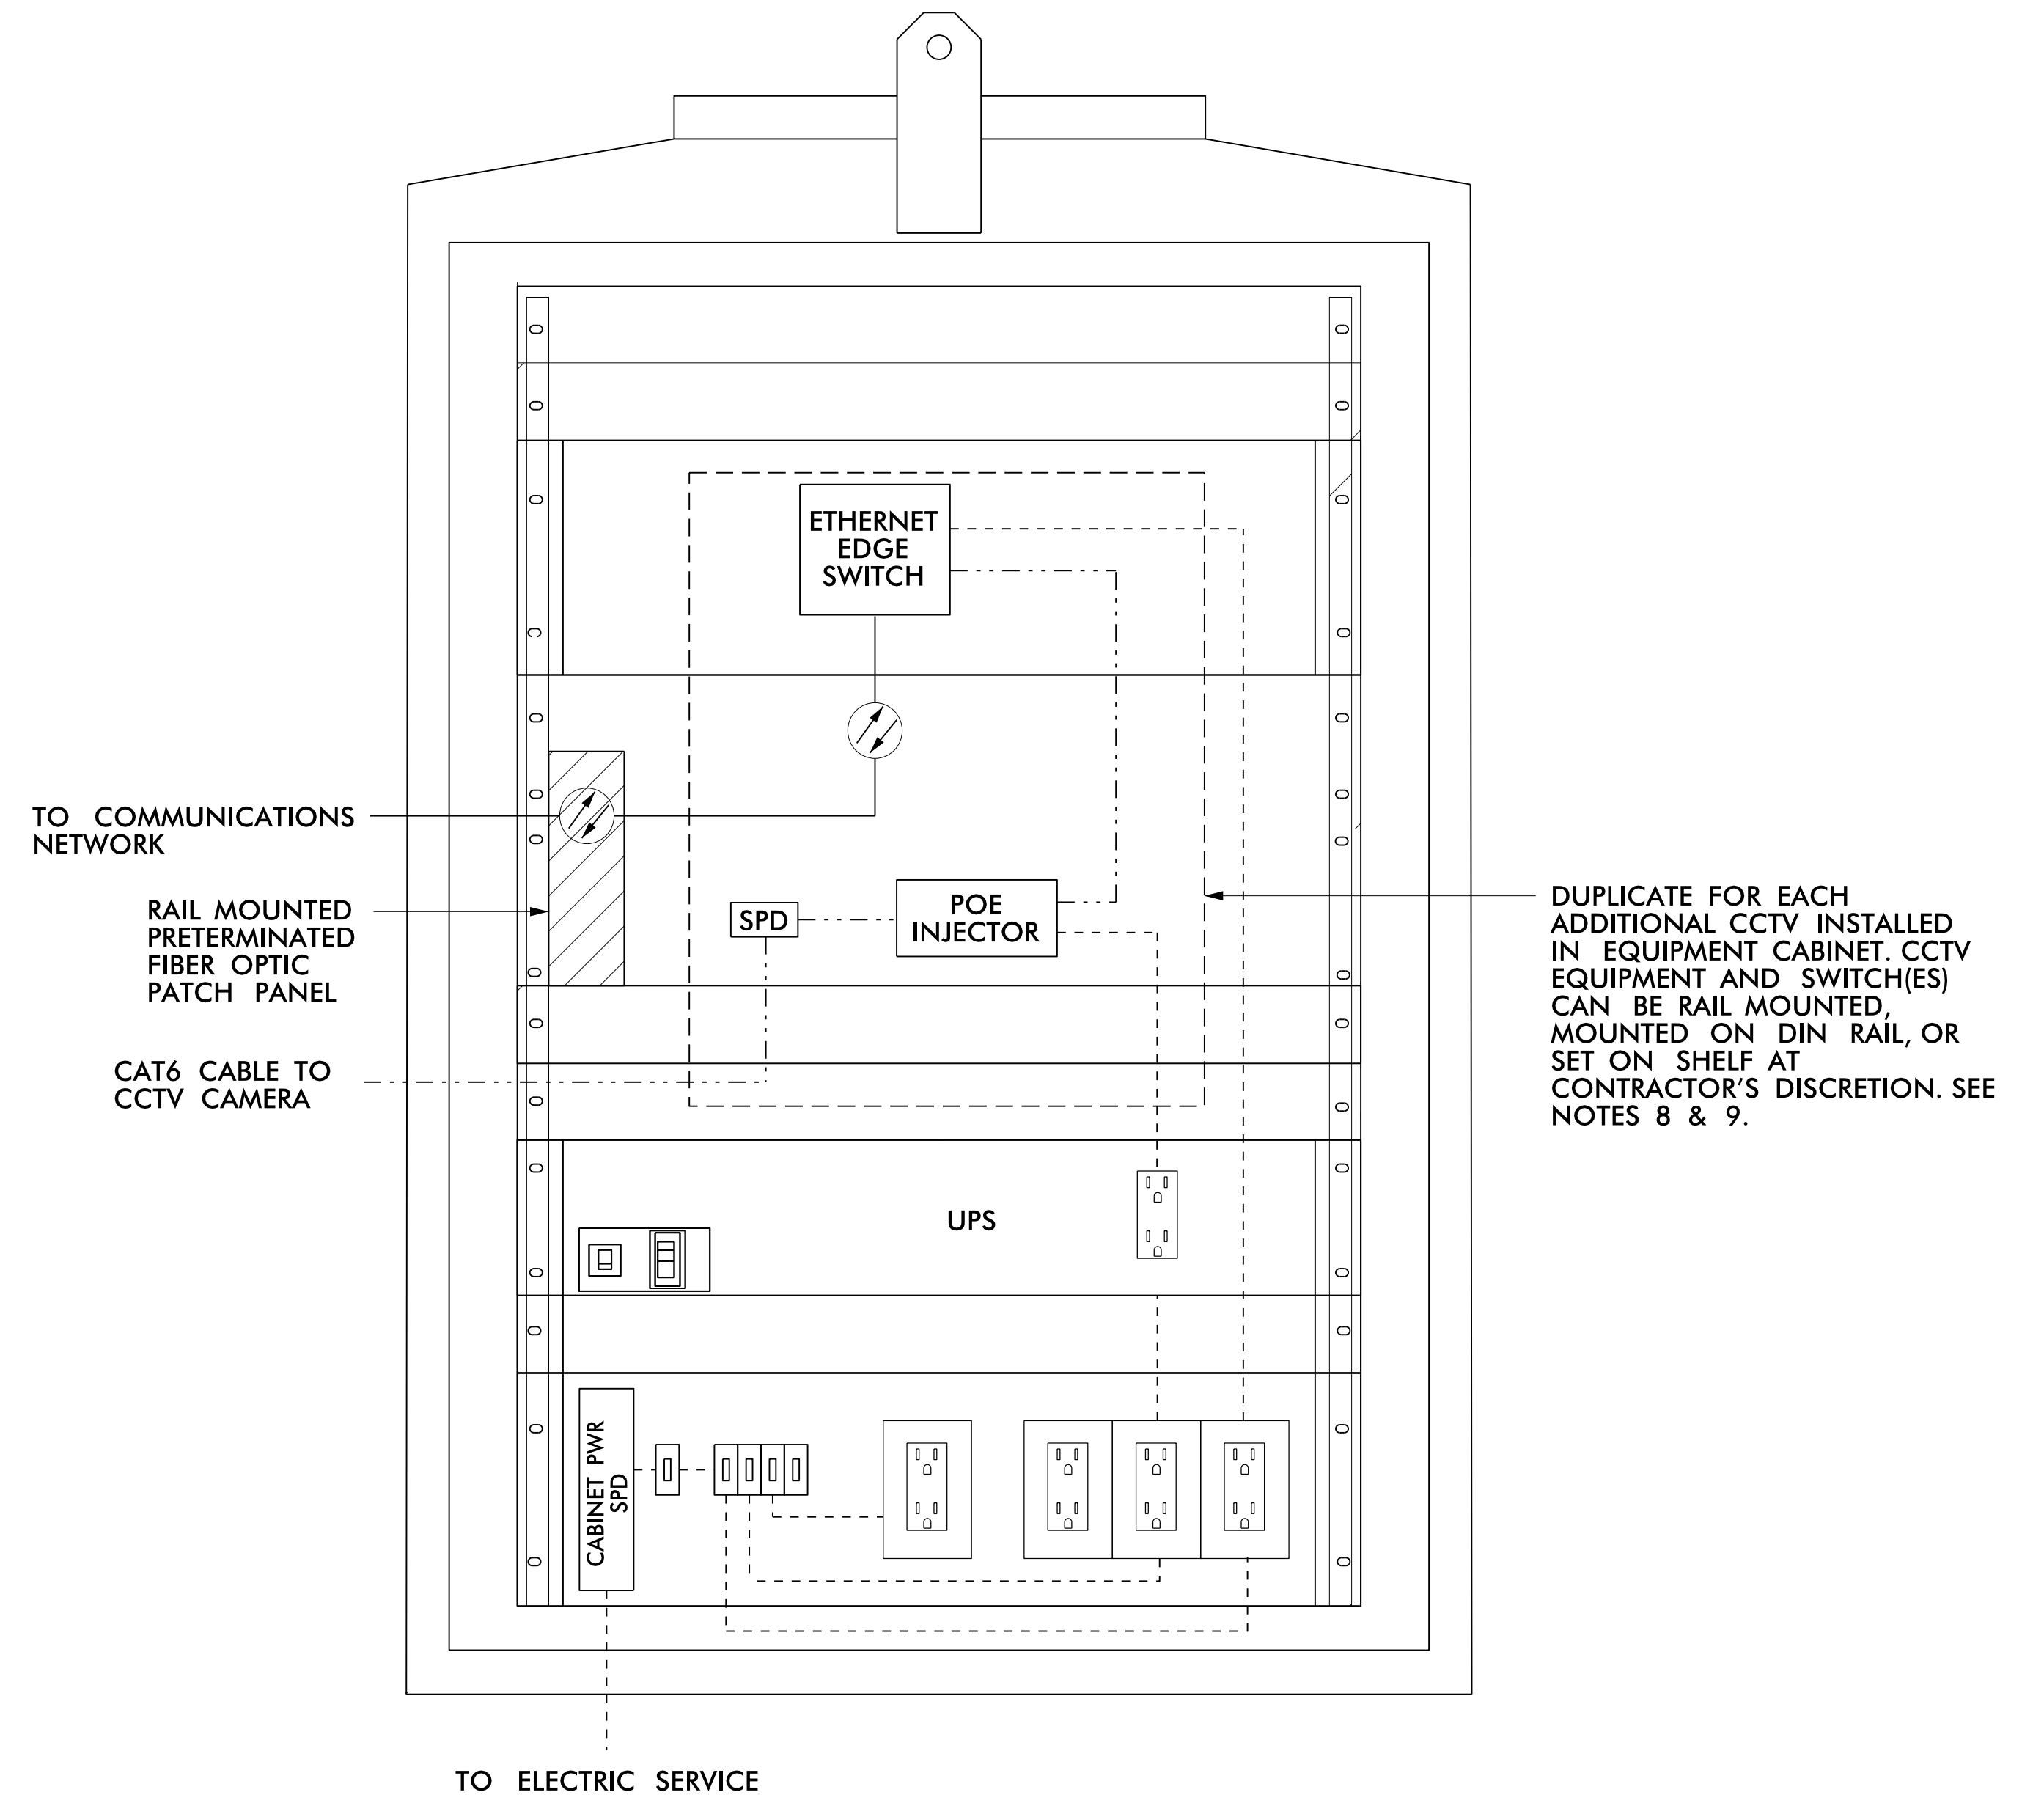 ETHERNET
EDGE
SWITCH
TO COMMUNICATIONS
NETWORK
RAIL MOUNTED
PRETERMINATED
FIBER OPTIC
PATCH PANEL
SPD
POE
INJECTOR
DUPLICATE FOR EACH
ADDITIONAL CCTV INSTALLED
IN EQUIPMENT CABINET. CCTV
EQUIPMENT AND SWITCH(ES)
CAN BE RAIL MOUNTED,
MOUNTED ON DIN RAIL, OR
SET ON SHELF AT
CONTRACTOR'S DISCRETION. SEE
NOTES 8 & 9.
CAT6 CABLE TO
CCTV CAMERA
UPS
CABINET PWR
SPD
TO ELECTRIC SERVICE